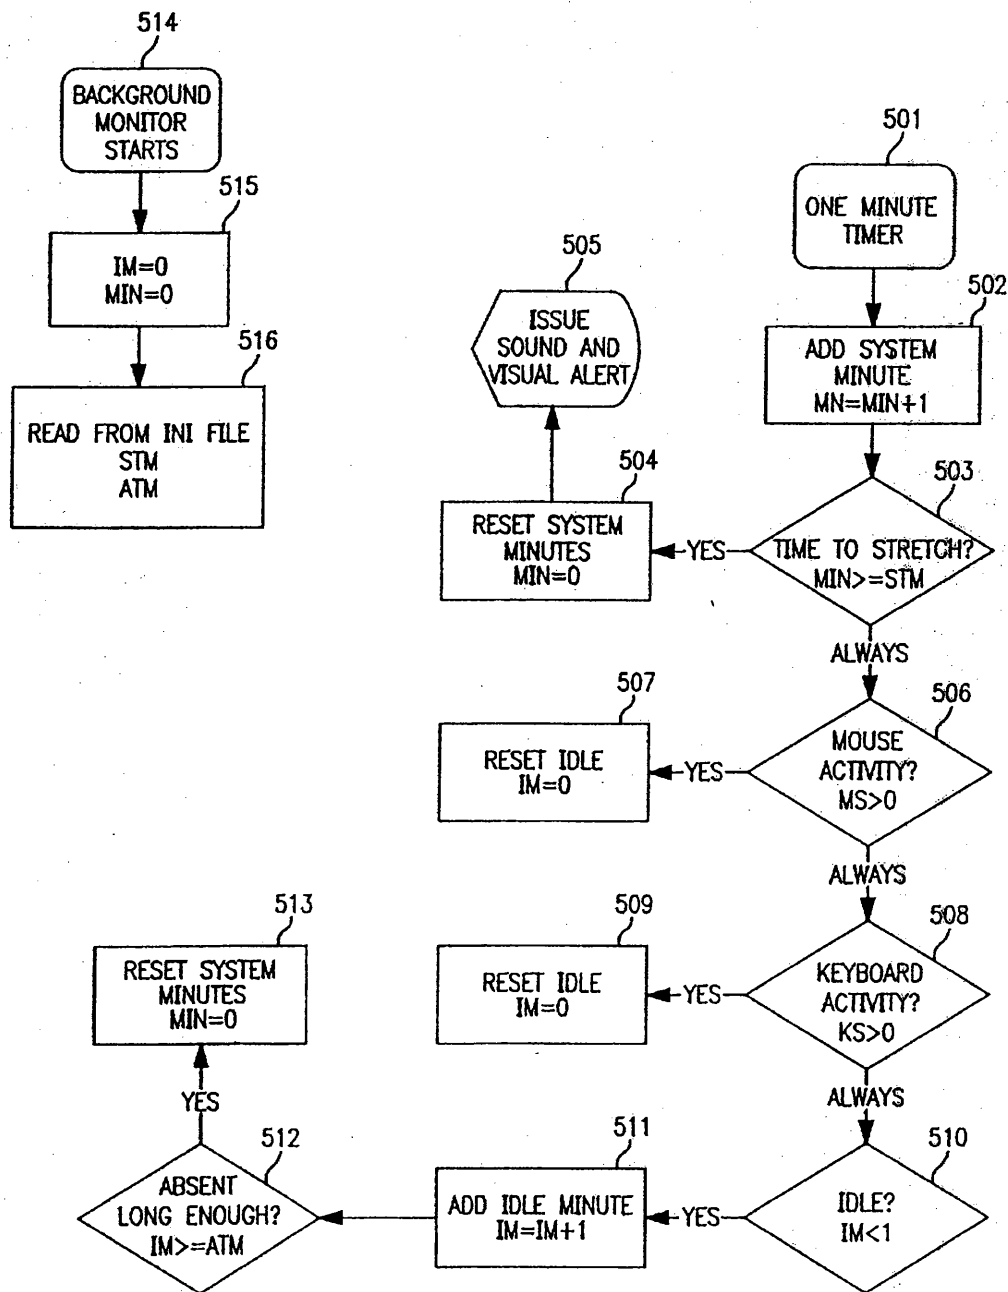 514
BACKGROUND
MONITOR
STARTS
515
IM=0
MIN=0
516
READ FROM INI FILE
STM
ATM
501
ONE MINUTE
TIMER
502
ADD SYSTEM
MINUTE
MN=MIN+1
503
TIME TO STRETCH?
MIN>=STM
YES
504
RESET SYSTEM
MINUTES
MIN=0
505
ISSUE
SOUND AND
VISUAL ALERT
ALWAYS
506
MOUSE
ACTIVITY?
MS>0
YES
507
RESET IDLE
IM=0
ALWAYS
508
KEYBOARD
ACTIVITY?
KS>0
YES
509
RESET IDLE
IM=0
ALWAYS
510
IDLE?
IM<1
YES
511
ADD IDLE MINUTE
IM=IM+1
512
ABSENT
LONG ENOUGH?
IM>=ATM
YES
513
RESET SYSTEM
MINUTES
MIN=0